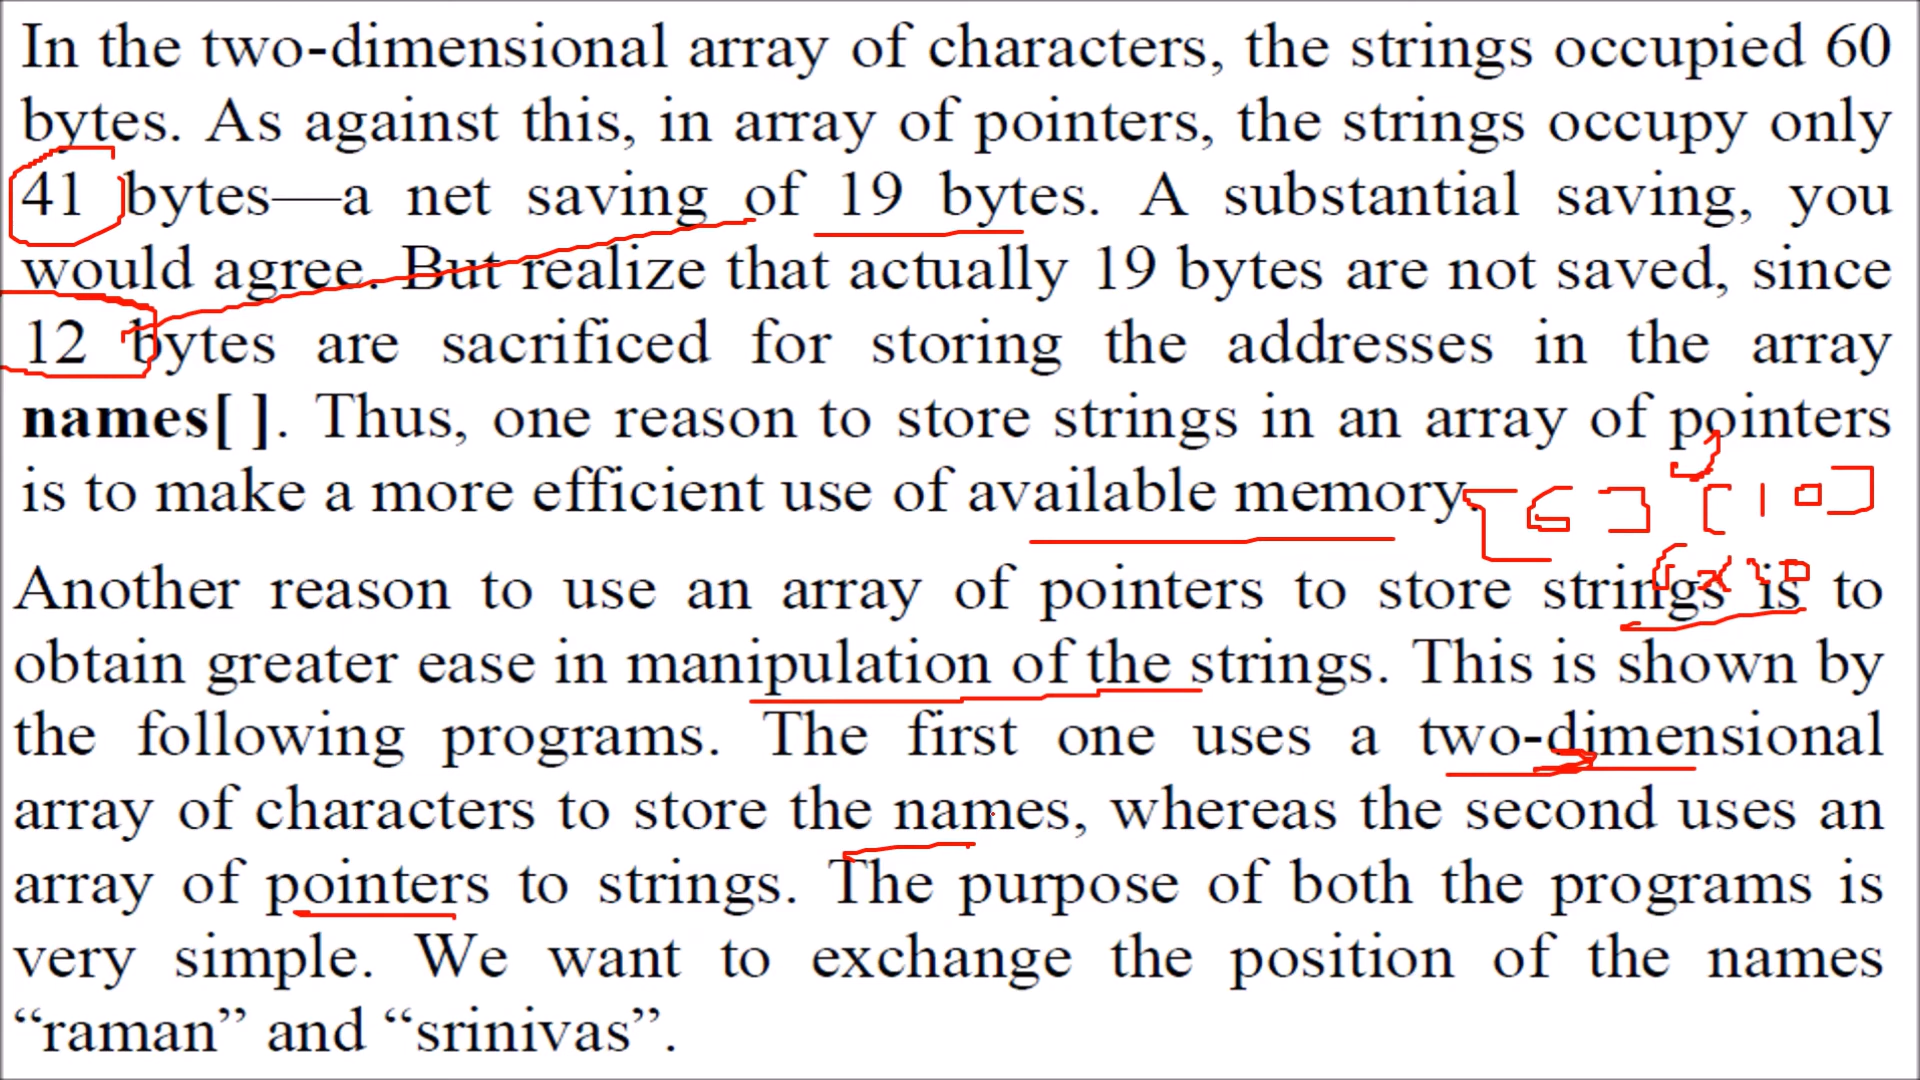 In the two-dimensional array of characters, the strings occupied 60
bytes. As against this, in array of pointers, the strings occupy only
41 bytes—a net saving of 19 bytes. A substantial saving, you
would agree. But realize that actually 19 bytes are not saved, since
12 bytes are sacrificed for storing the addresses in the array
names[ ]. Thus, one reason to store strings in an array of pointers
is to make a more efficient use of available memory.
[6] [10]
6x10
Another reason to use an array of pointers to store strings is to
obtain greater ease in manipulation of the strings. This is shown by
the following programs. The first one uses a two-dimensional
array of characters to store the names, whereas the second uses an
array of pointers to strings. The purpose of both the programs is
very simple. We want to exchange the position of the names
“raman” and “srinivas”.